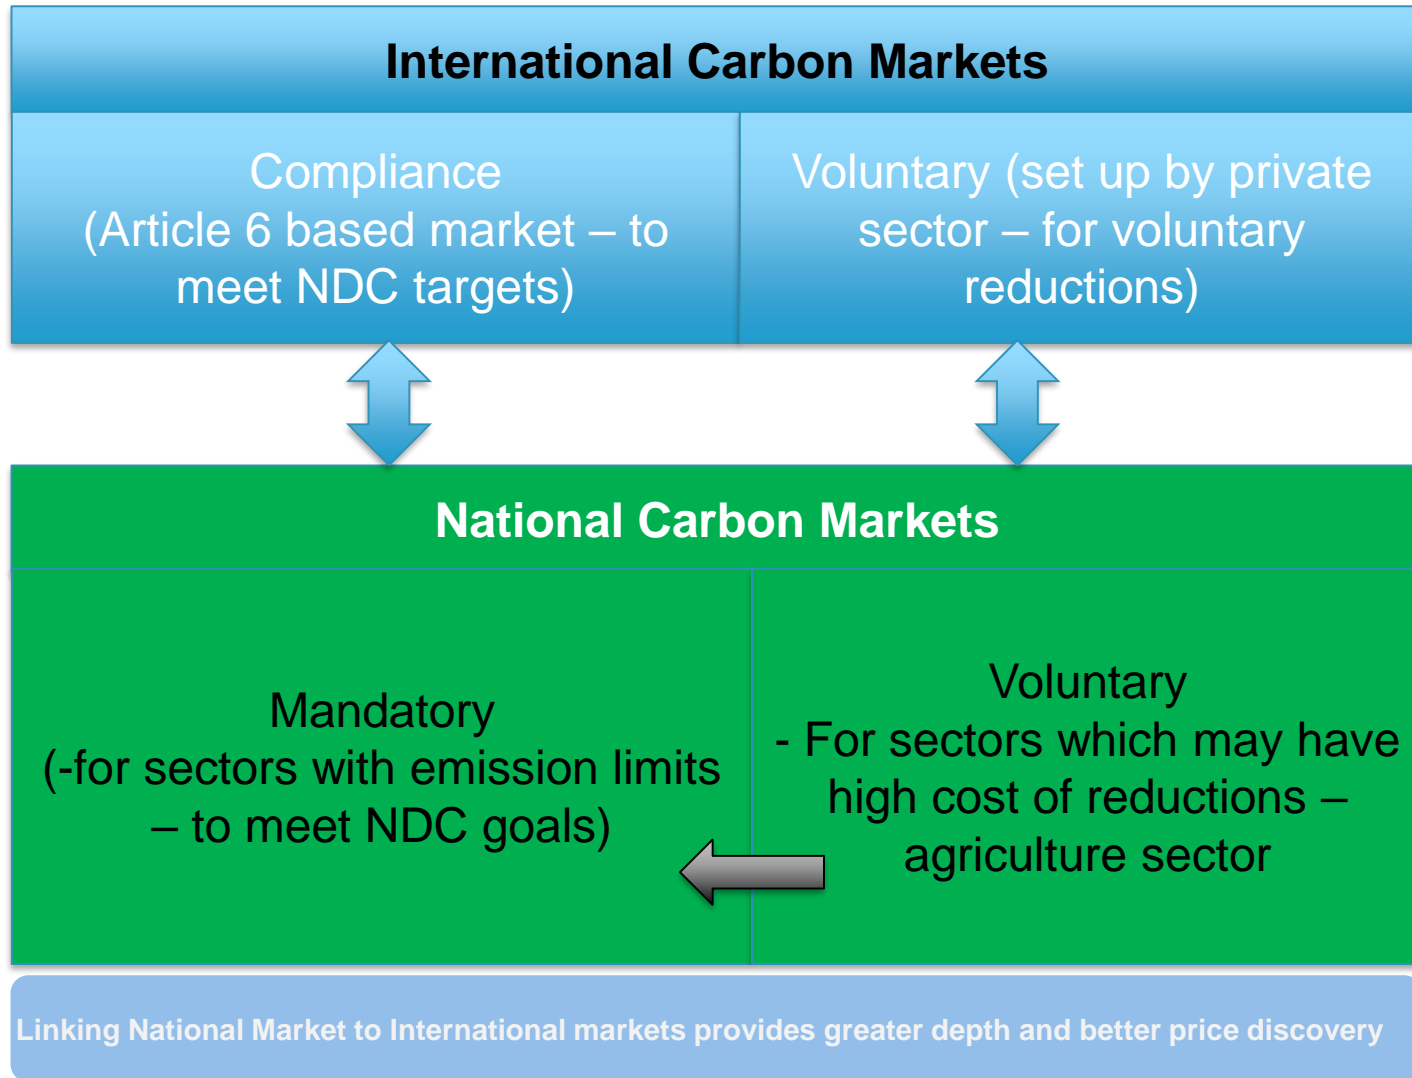 International Carbon Markets
Compliance
(Article 6 based market – to
meet NDC targets)
Voluntary (set up by private
sector – for voluntary
reductions)
National Carbon Markets
Mandatory
(-for sectors with emission limits
– to meet NDC goals)
Voluntary
- For sectors which may have
high cost of reductions –
agriculture sector
Linking National Market to International markets provides greater depth and better price discovery